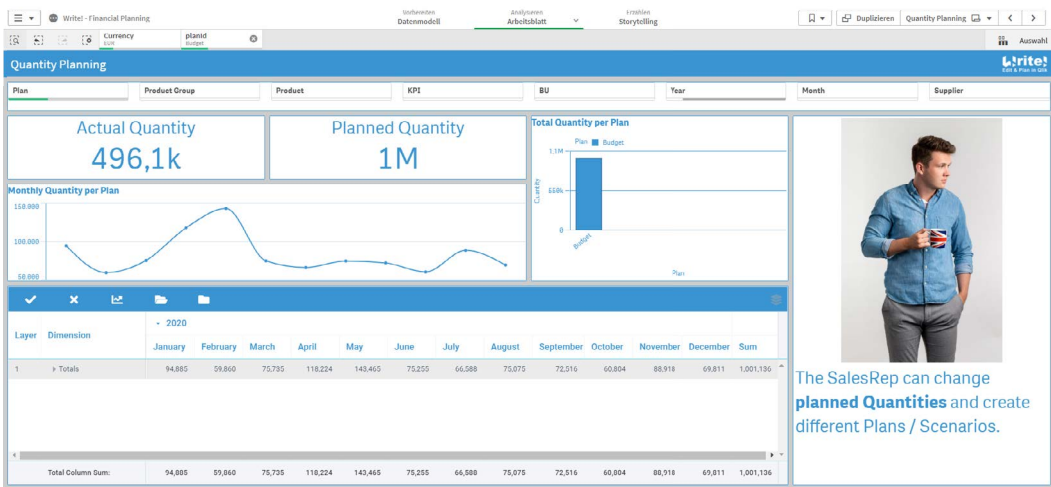 Write! - Financial Planning
Vorbereiten
Datenmodell
Analysieren
Arbeitsblatt
Erzählen
Storytelling
Duplizieren
Quantity Planning
Currency
EUR
planid
Budget
Auswahl
Quantity Planning
Write!
Edit & Plan in Qlik
Plan Product Group Product KPI BU Year Month Supplier
Actual Quantity
496,1k
Planned Quantity
1M
Total Quantity per Plan
Plan Budget
1.1M
550k
0
Quantity
Budget
Plan
Monthly Quantity per Plan
150.000
100.000
50.000
Layer Dimension
2020
January February March April May June July August September October November December Sum
1 Totals 94,885 59,860 75,735 118,224 143,465 75,255 66,588 75,075 72,516 60,804 88,918 69,811 1,001,136
Total Column Sum: 94,885 59,860 75,735 118,224 143,465 75,255 66,588 75,075 72,516 60,804 88,918 69,811 1,001,136
The SalesRep can change
planned Quantities and create
different Plans / Scenarios.